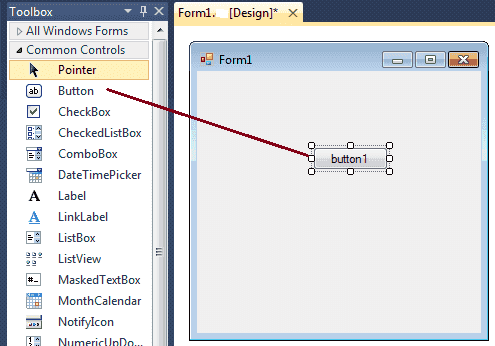 Toolbox
All Windows Forms
Common Controls
Pointer
ab Button
CheckBox
CheckedListBox
ComboBox
DateTimePicker
A Label
A LinkLabel
ListBox
ListView
#- MaskedTextBox
MonthCalendar
NotifyIcon
NumericUpDo...
Form1. [Design]*
Form1
button1